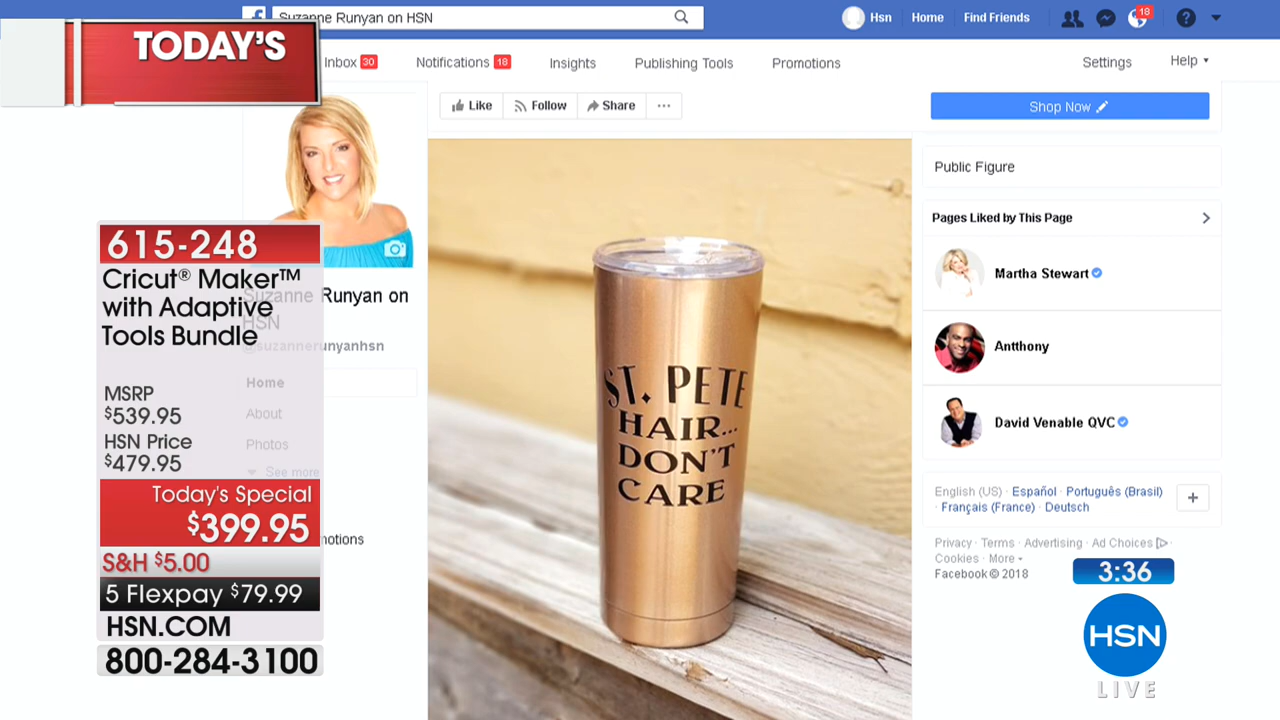 Suzanne Runyan on HSN
Hsn
Home
Find Friends
18
TODAY'S
Inbox 30
Notifications 18
Insights
Publishing Tools
Promotions
Settings
Help
Like
Follow
Share
Shop Now
615-248
Cricut® Maker™
with Adaptive
Tools Bundle
MSRP
$539.95
HSN Price
$479.95
Today's Special
$399.95
S&H $5.00
5 Flexpay $79.99
HSN.COM
800-284-3100
Suzanne Runyan on
HSN
@suzannerunyanhsn
Home
About
Photos
See more
ST. PETE
HAIR...
DON'T
CARE
Public Figure
Pages Liked by This Page
Martha Stewart
Antthony
David Venable QVC
English (US) · Español · Português (Brasil)
· Français (France) · Deutsch
Privacy · Terms · Advertising · Ad Choices
Cookies · More
Facebook © 2018
3:36
HSN
LIVE